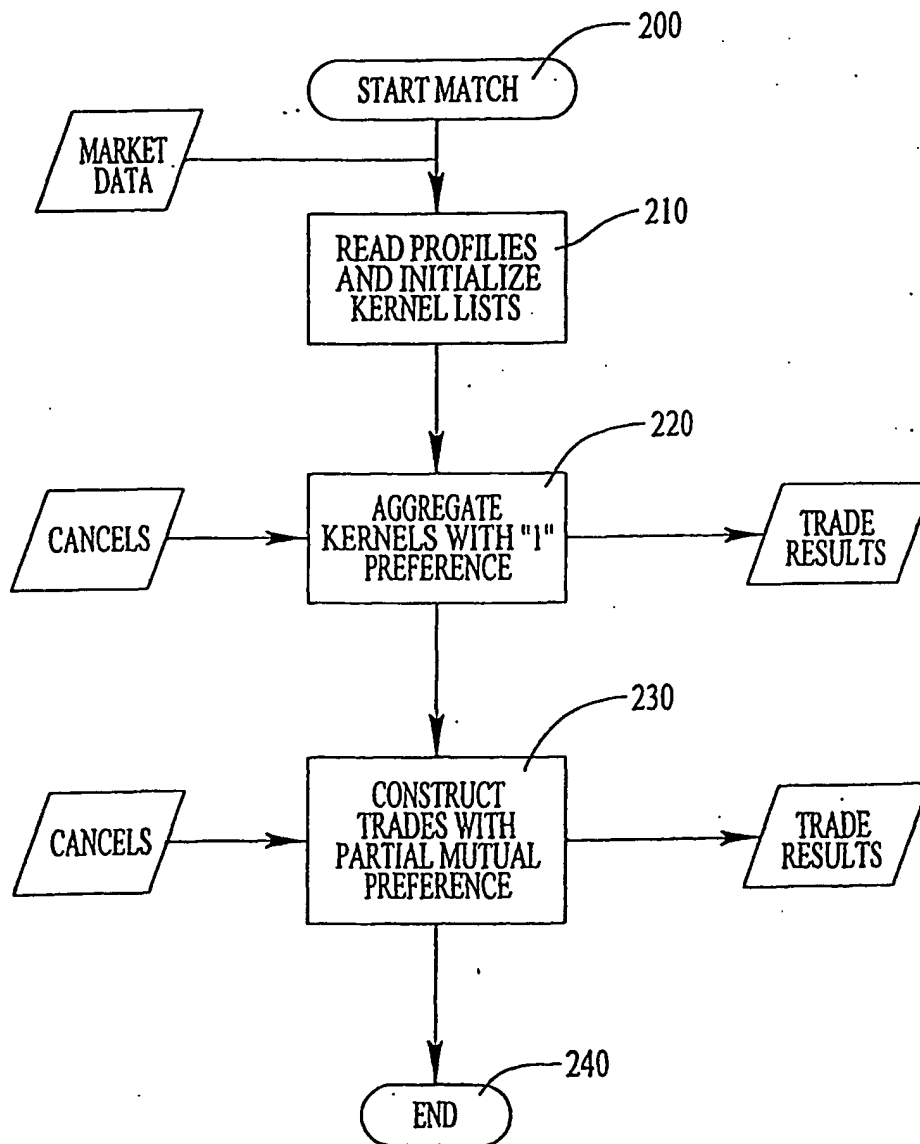 200
START MATCH
MARKET
DATA
210
READ PROFILIES
AND INITIALIZE
KERNEL LISTS
220
CANCELS
AGGREGATE
KERNELS WITH "1"
PREFERENCE
TRADE
RESULTS
230
CANCELS
CONSTRUCT
TRADES WITH
PARTIAL MUTUAL
PREFERENCE
TRADE
RESULTS
240
END